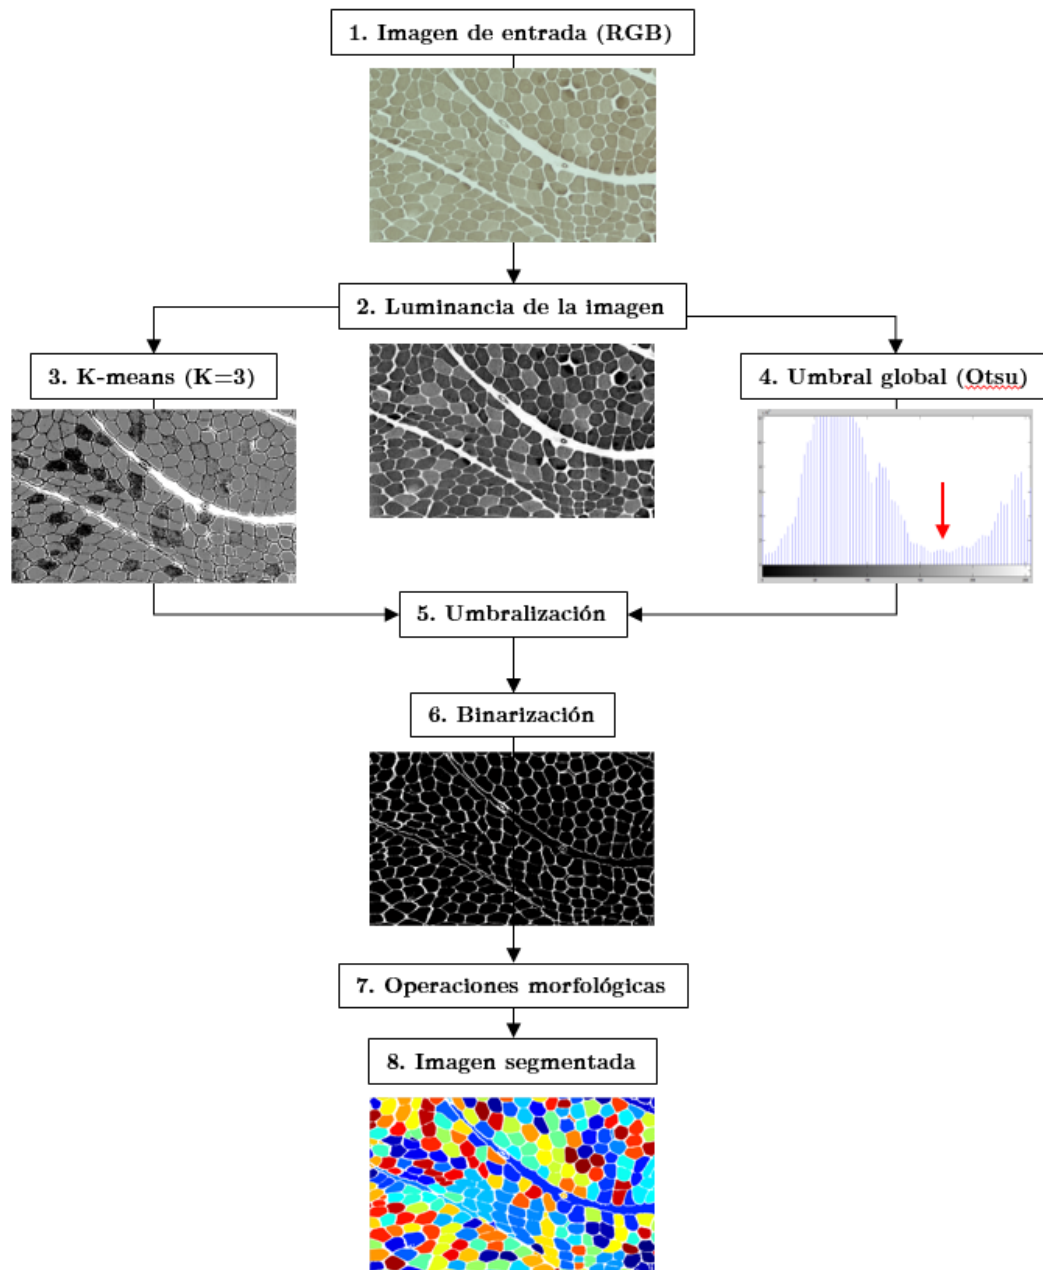 1. Imagen de entrada (RGB)
2. Luminancia de la imagen
3. K-means (K=3)
4. Umbral global (Otsu)
5. Umbralización
6. Binarización
7. Operaciones morfológicas
8. Imagen segmentada